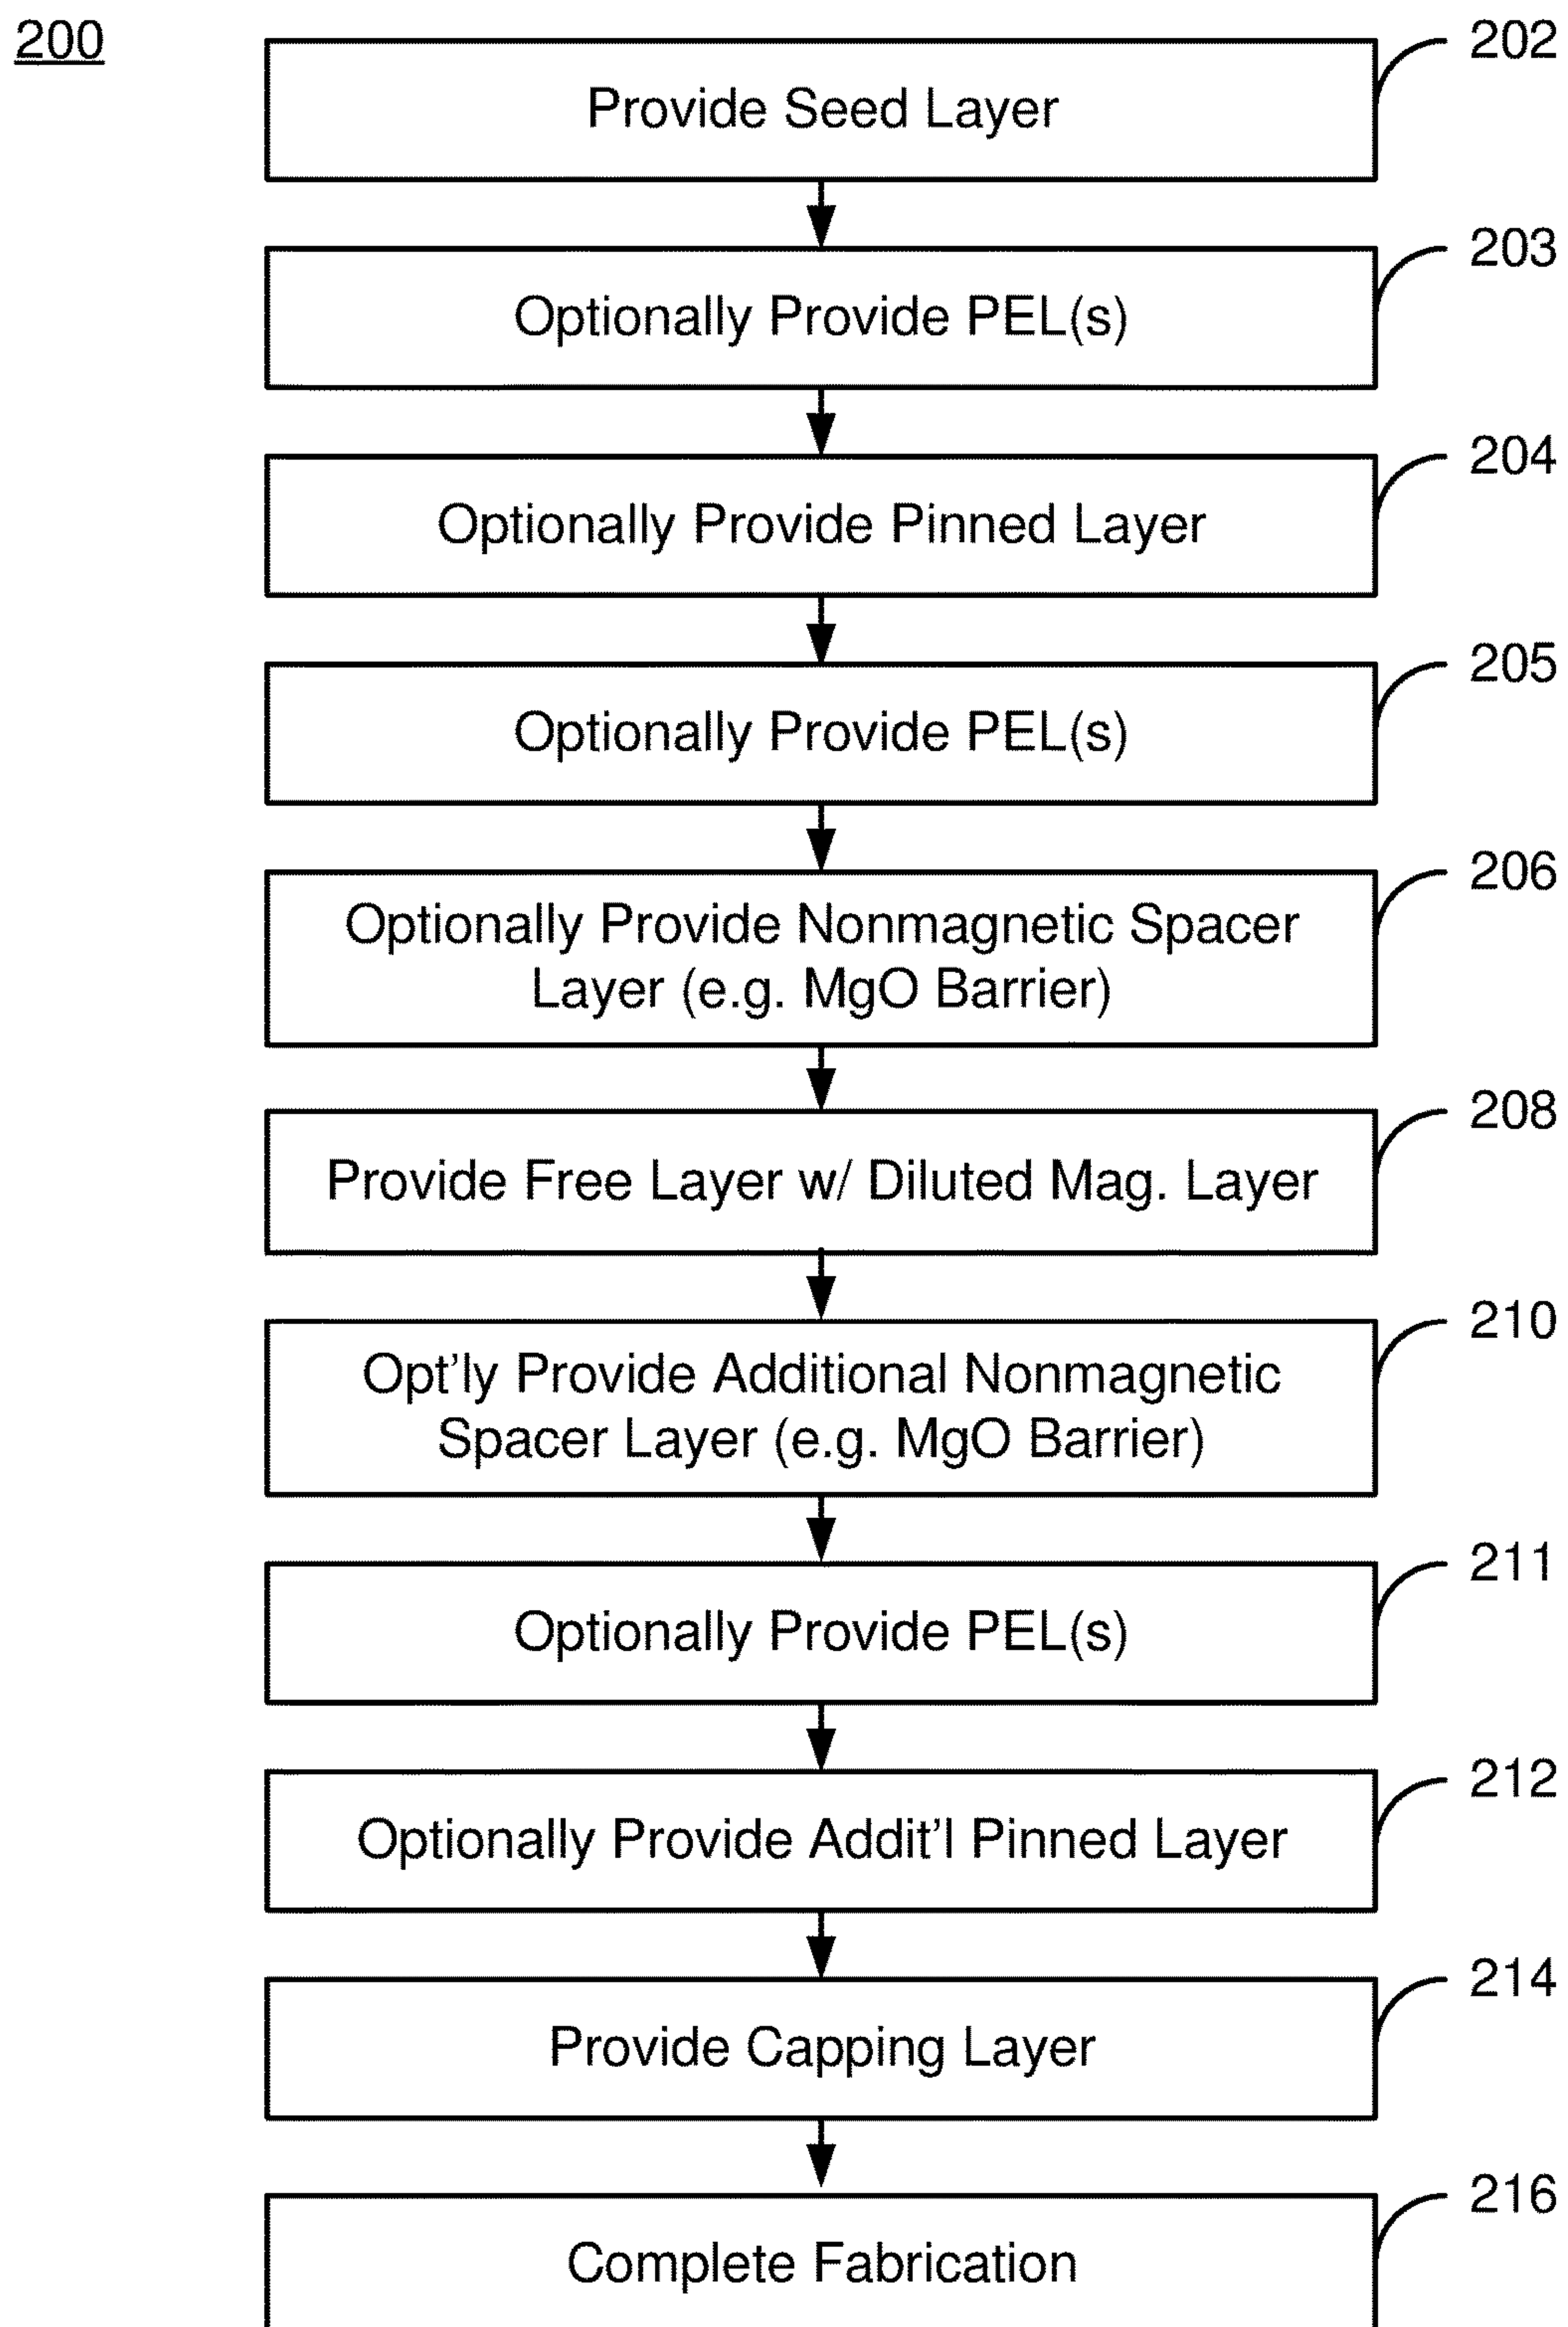 200
202
Provide Seed Layer
203
Optionally Provide PEL(s)
204
Optionally Provide Pinned Layer
205
Optionally Provide PEL(s)
206
Optionally Provide Nonmagnetic Spacer
Layer (e.g. MgO Barrier)
208
Provide Free Layer w/ Diluted Mag. Layer
210
Opt'ly Provide Additional Nonmagnetic
Spacer Layer (e.g. MgO Barrier)
211
Optionally Provide PEL(s)
212
Optionally Provide Addit'l Pinned Layer
214
Provide Capping Layer
216
Complete Fabrication